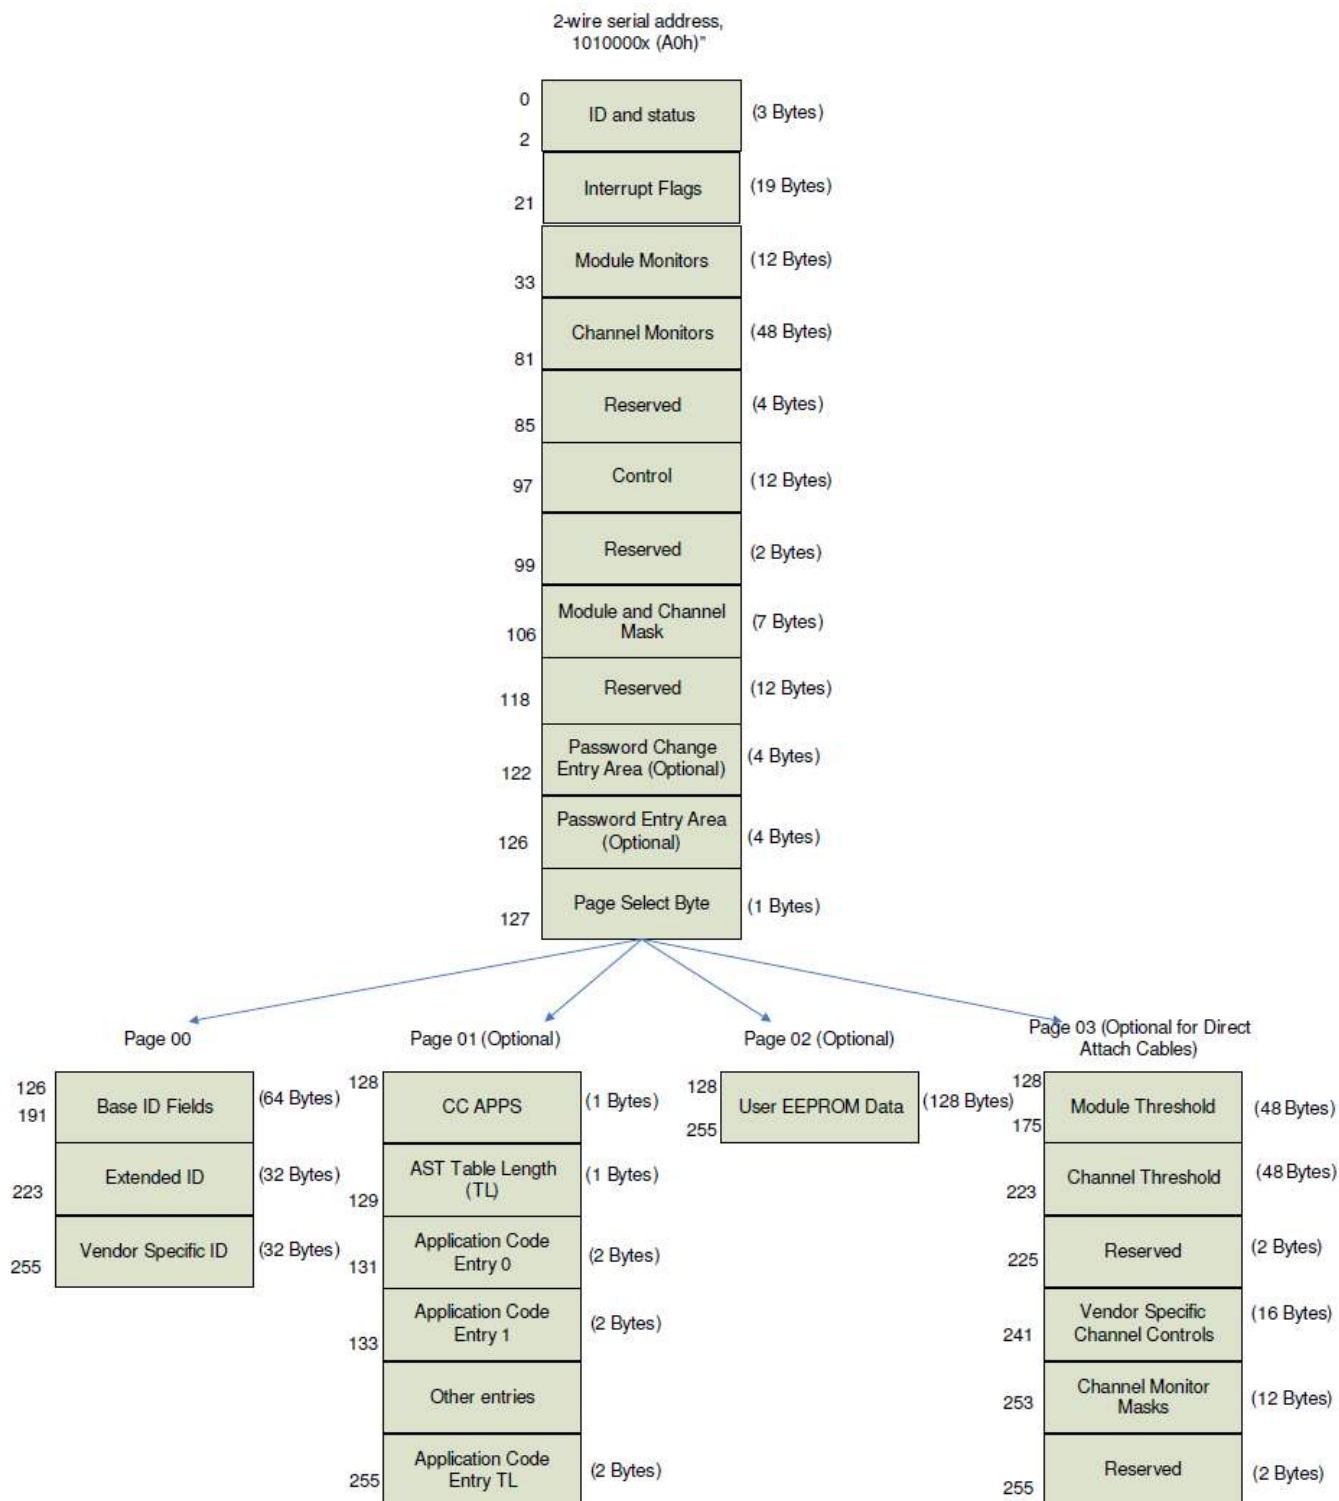 2-wire serial address,
1010000x (A0h)"
0
ID and status
(3 Bytes)
2
Interrupt Flags
(19 Bytes)
21
Module Monitors
(12 Bytes)
33
Channel Monitors
(48 Bytes)
81
Reserved
(4 Bytes)
85
Control
(12 Bytes)
97
Reserved
(2 Bytes)
99
Module and Channel
Mask
(7 Bytes)
106
Reserved
(12 Bytes)
118
Password Change
Entry Area (Optional)
(4 Bytes)
122
Password Entry Area
(Optional)
(4 Bytes)
126
Page Select Byte
(1 Bytes)
127
Page 00
126
191
Base ID Fields
(64 Bytes)
Extended ID
(32 Bytes)
223
Vendor Specific ID
(32 Bytes)
255
Page 01 (Optional)
128
CC APPS
(1 Bytes)
AST Table Length
(TL)
(1 Bytes)
129
Application Code
Entry 0
(2 Bytes)
131
Application Code
Entry 1
(2 Bytes)
133
Other entries
Application Code
Entry TL
(2 Bytes)
255
Page 02 (Optional)
128
User EEPROM Data
(128 Bytes)
255
Page 03 (Optional for Direct
Attach Cables)
128
Module Threshold
(48 Bytes)
175
Channel Threshold
(48 Bytes)
223
Reserved
(2 Bytes)
225
Vendor Specific
Channel Controls
(16 Bytes)
241
Channel Monitor
Masks
(12 Bytes)
253
Reserved
(2 Bytes)
255